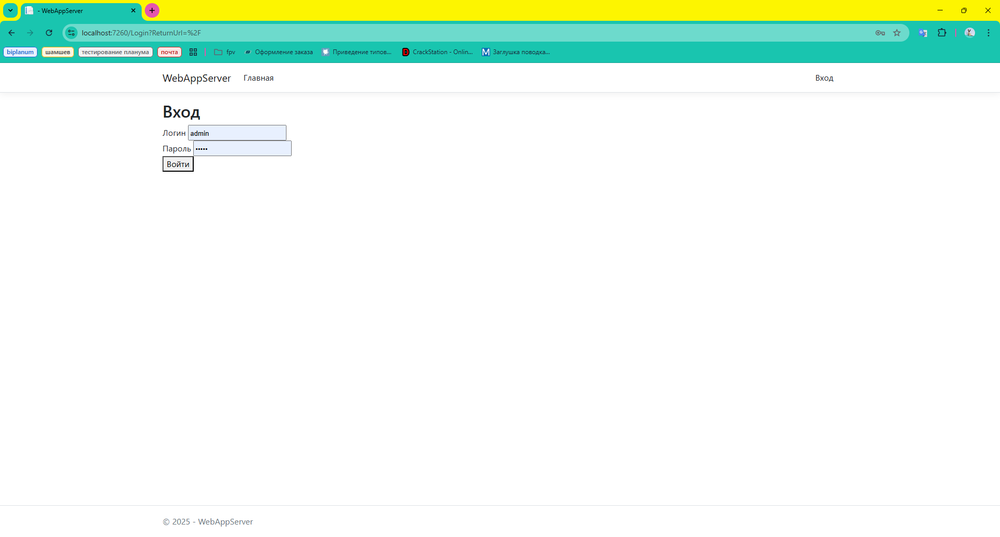 - WebAppServer
localhost:7260/Login?ReturnUrl=%2F
biplanum шамшев тестирование планума почта fpv Оформление заказа Приведение типов... CrackStation - Onlin... Заглушка поводка...
WebAppServer Главная Вход
Вход
Логин admin
Пароль •••••
Войти
© 2025 - WebAppServer